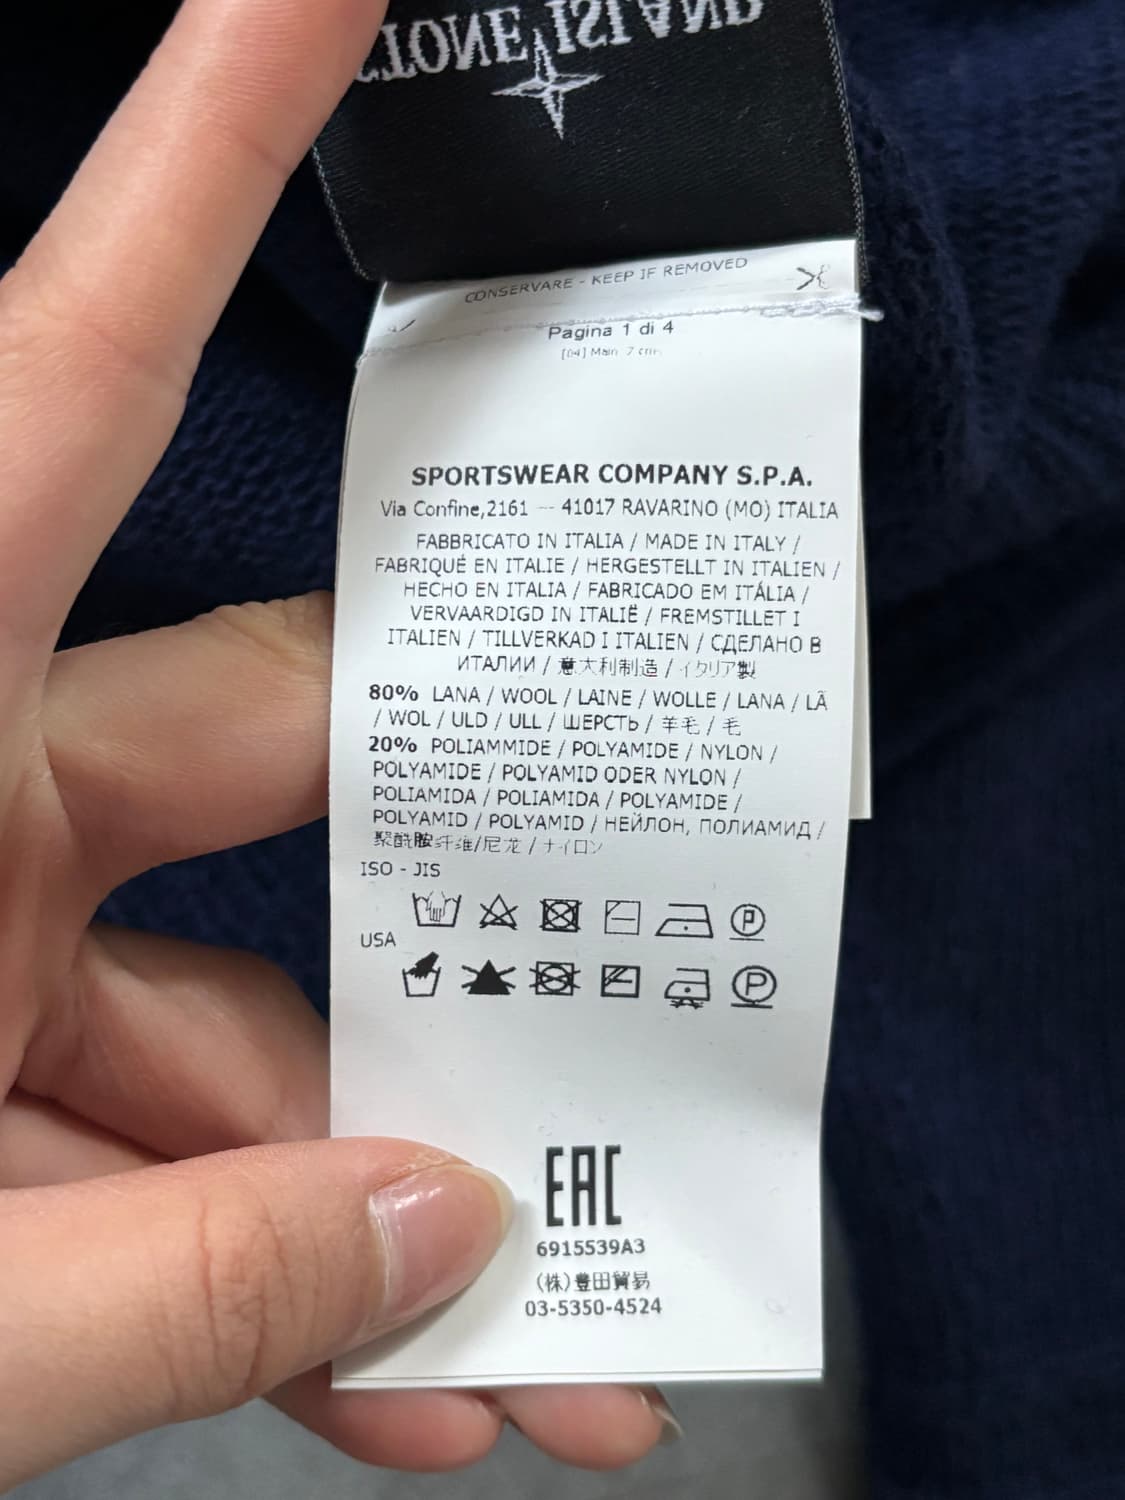 STONE ISLAND
CONSERVARE - KEEP IF REMOVED
Pagina 1 di 4
[04] Main
SPORTSWEAR COMPANY S.P.A.
Via Confine,2161 -- 41017 RAVARINO (MO) ITALIA
FABBRICATO IN ITALIA / MADE IN ITALY /
FABRIQUÉ EN ITALIE / HERGESTELLT IN ITALIEN /
HECHO EN ITALIA / FABRICADO EM ITÁLIA /
VERVAARDIGD IN ITALIË / FREMSTILLET I
ITALIEN / TILLVERKAD I ITALIEN / СДЕЛАНО В
ИТАЛИИ / 意大利制造 / イタリア製
80% LANA / WOOL / LAINE / WOLLE / LANA / LÃ
/ WOL / ULD / ULL / ШЕРСТЬ / 羊毛 / 毛
20% POLIAMMIDE / POLYAMIDE / NYLON /
POLYAMIDE / POLYAMID ODER NYLON /
POLIAMIDA / POLIAMIDA / POLYAMIDE /
POLYAMID / POLYAMID / НЕЙЛОН, ПОЛИАМИД /
聚酰胺纤维/尼龙 / ナイロン
ISO - JIS
P
USA
P
EAC
6915539A3
(株)豊田貿易
03-5350-4524